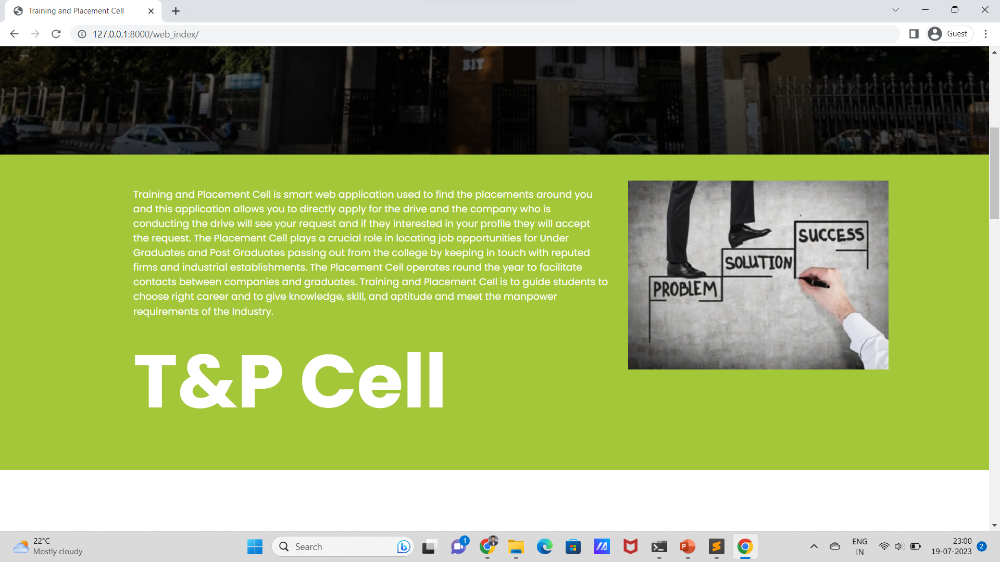 Training and Placement Cell
127.0.0.1:8000/web_index/
Guest
BIT
Training and Placement Cell is smart web application used to find the placements around you
and this application allows you to directly apply for the drive and the company who is
conducting the drive will see your request and if they interested in your profile they will accept
the request. The Placement Cell plays a crucial role in locating job opportunities for Under
Graduates and Post Graduates passing out from the college by keeping in touch with reputed
firms and industrial establishments. The Placement Cell operates round the year to facilitate
contacts between companies and graduates. Training and Placement Cell is to guide students to
choose right career and to give knowledge, skill, and aptitude and meet the manpower
requirements of the Industry.
T&P Cell
SUCCESS
SOLUTION
PROBLEM
22°C
Mostly cloudy
Search
1
ENG
IN
23:00
19-07-2023
2